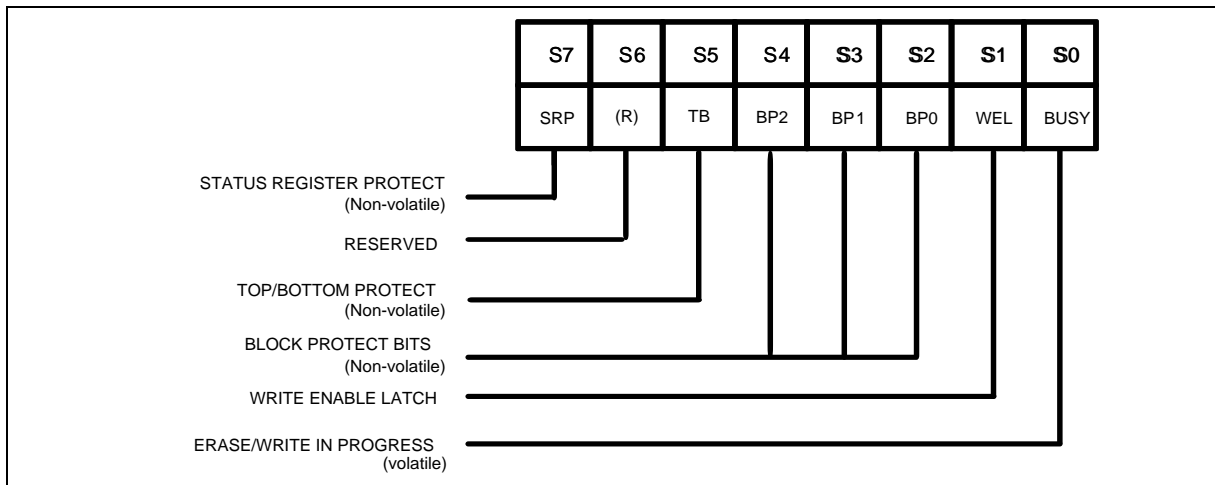 S7 S6 S5 S4 S3 S2 S1 S0
SRP (R) TB BP2 BP1 BP0 WEL BUSY
STATUS REGISTER PROTECT
(Non-volatile)
RESERVED
TOP/BOTTOM PROTECT
(Non-volatile)
BLOCK PROTECT BITS
(Non-volatile)
WRITE ENABLE LATCH
ERASE/WRITE IN PROGRESS
(volatile)